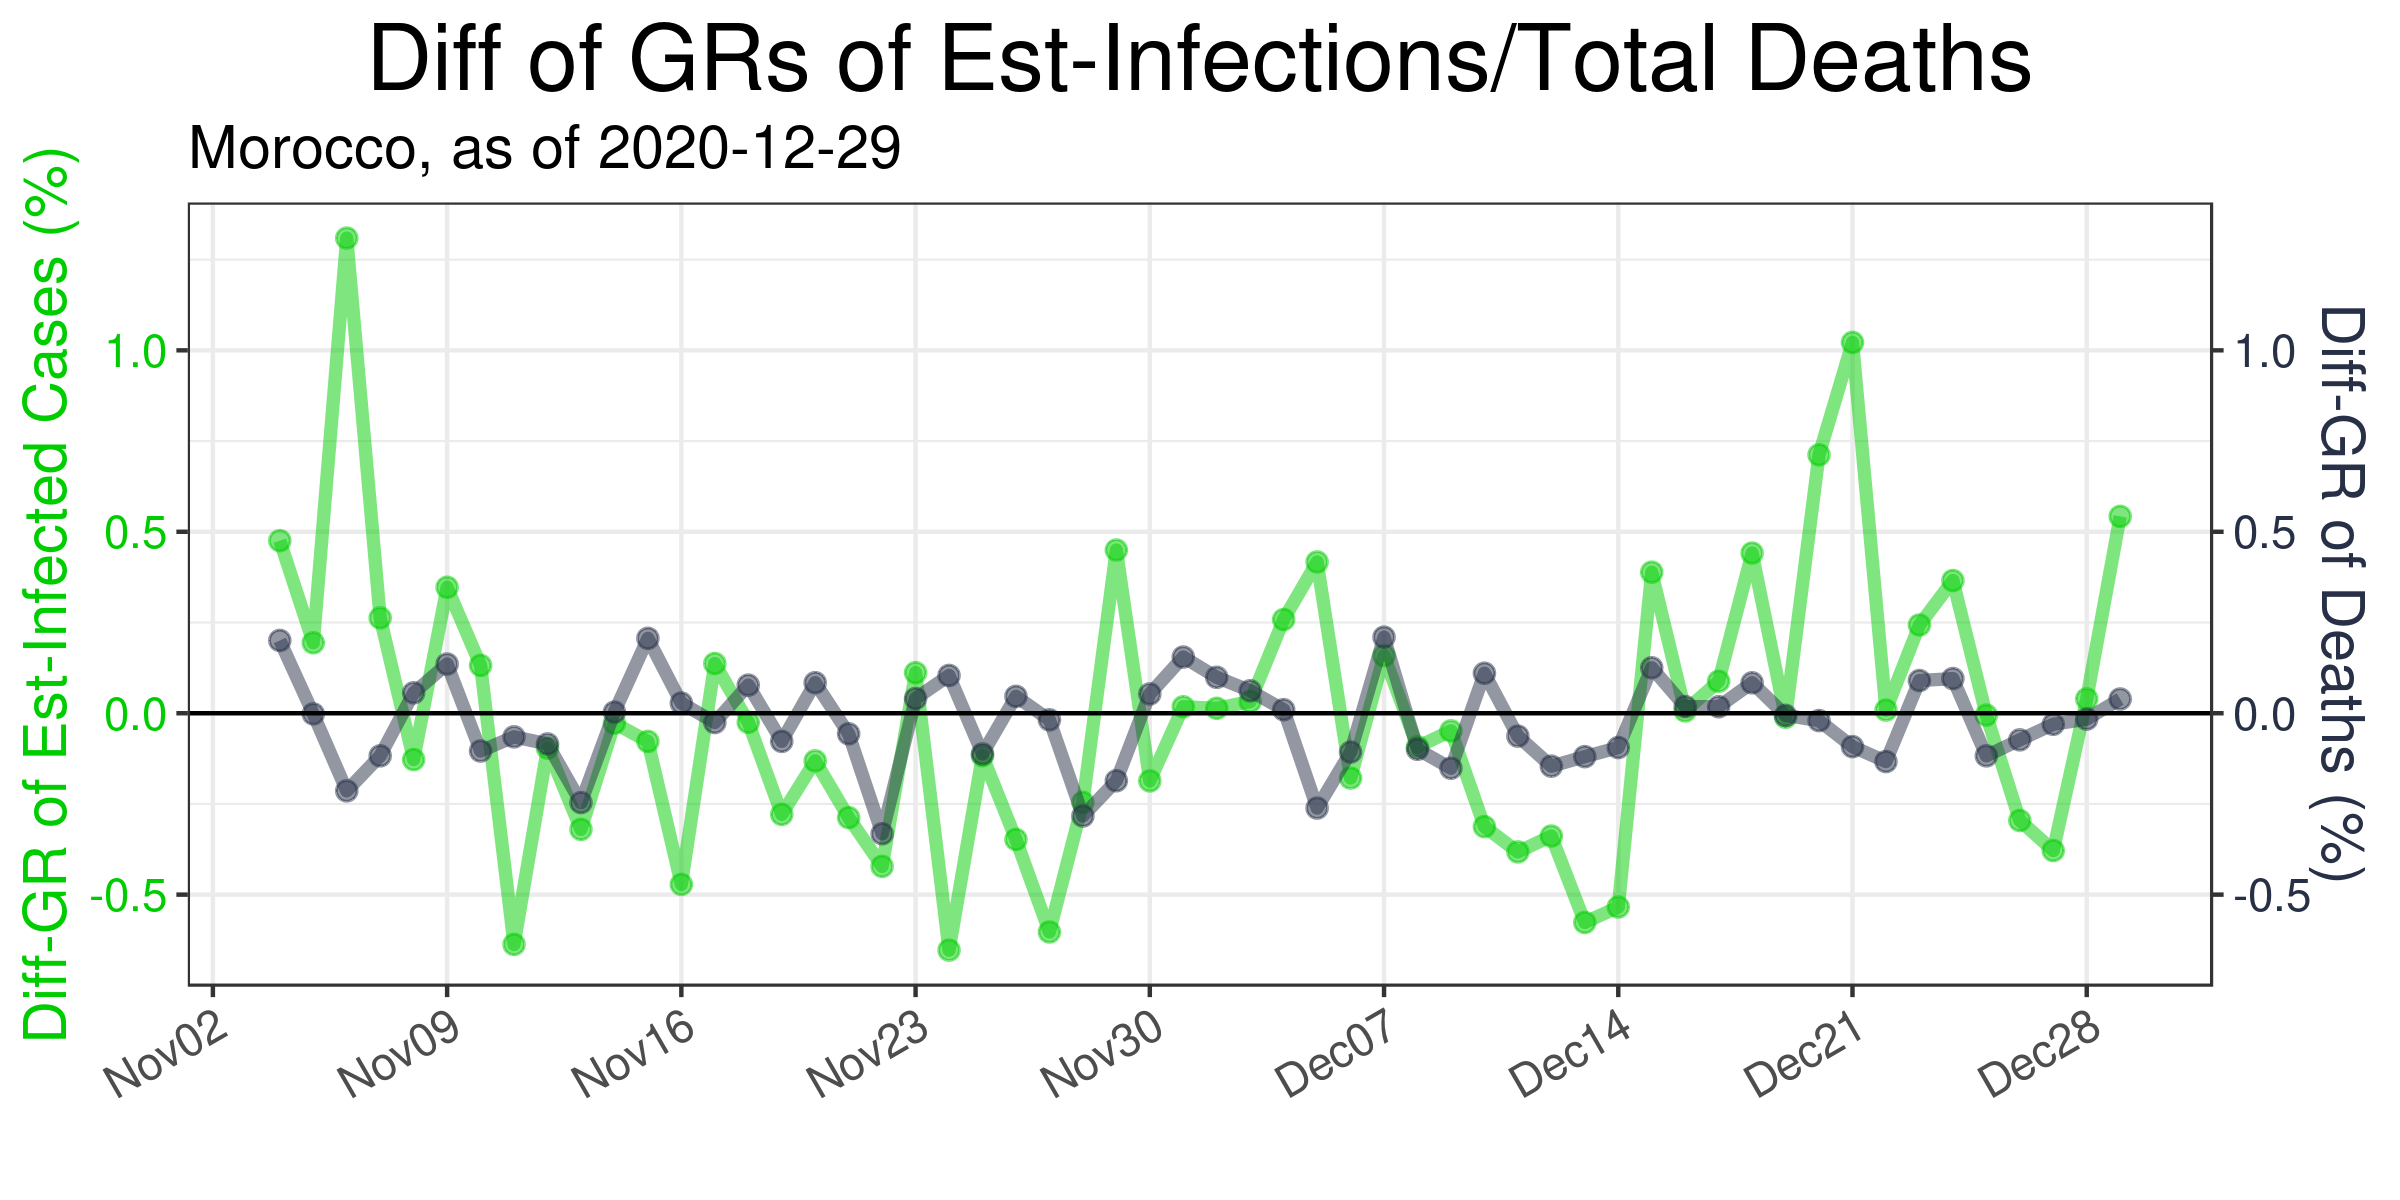 Diff of GRs of Est-Infections/Total Deaths
Morocco, as of 2020-12-29
Diff-GR of Est-Infected Cases (%)
1.0
0.5
0.0
-0.5
1.0
0.5
0.0
-0.5
Diff-GR of Deaths (%)
Nov02
Nov09
Nov16
Nov23
Nov30
Dec07
Dec14
Dec21
Dec28